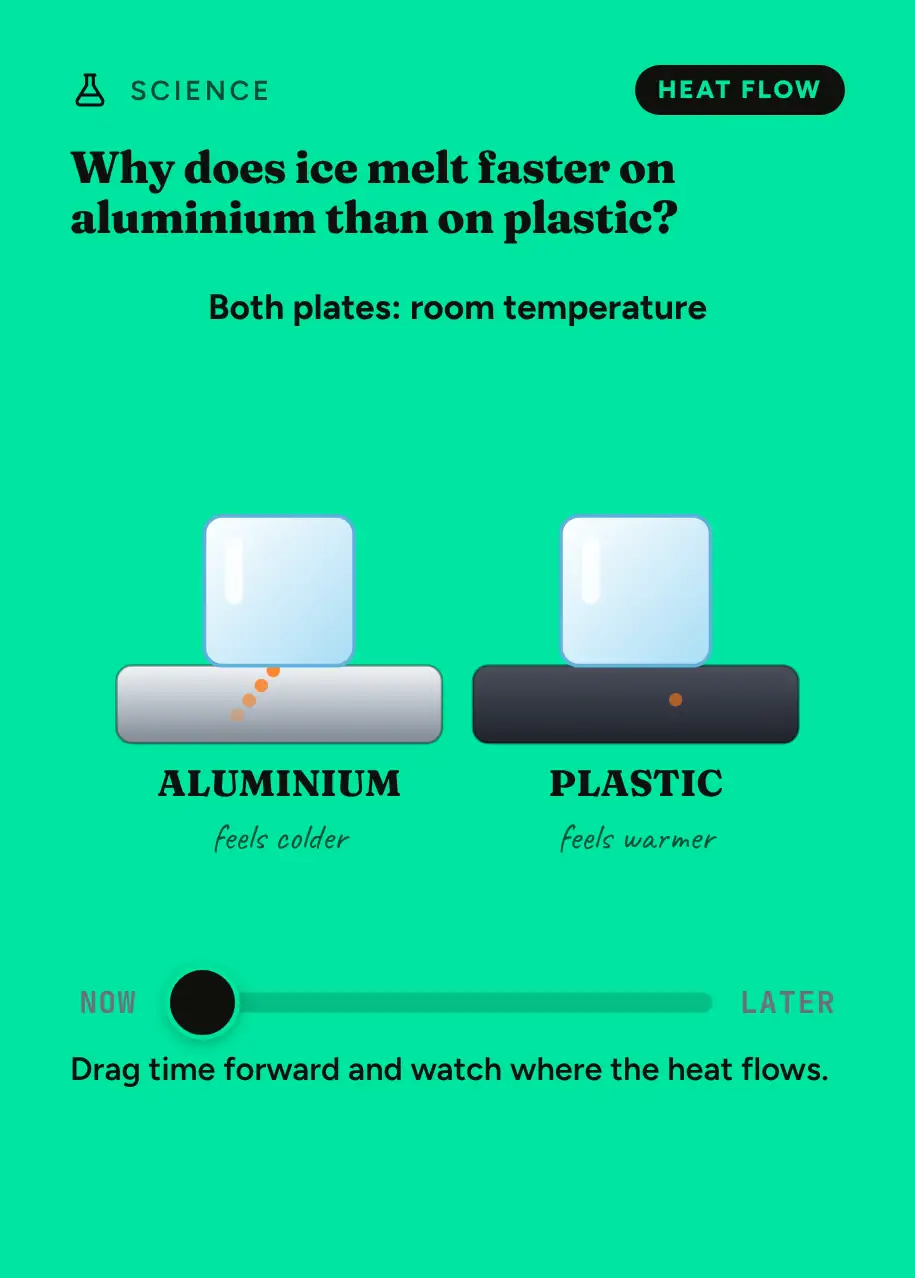 SCIENCE
HEAT FLOW
Why does ice melt faster on
aluminium than on plastic?
Both plates: room temperature
ALUMINIUM
PLASTIC
feels colder
feels warmer
NOW
LATER
Drag time forward and watch where the heat flows.